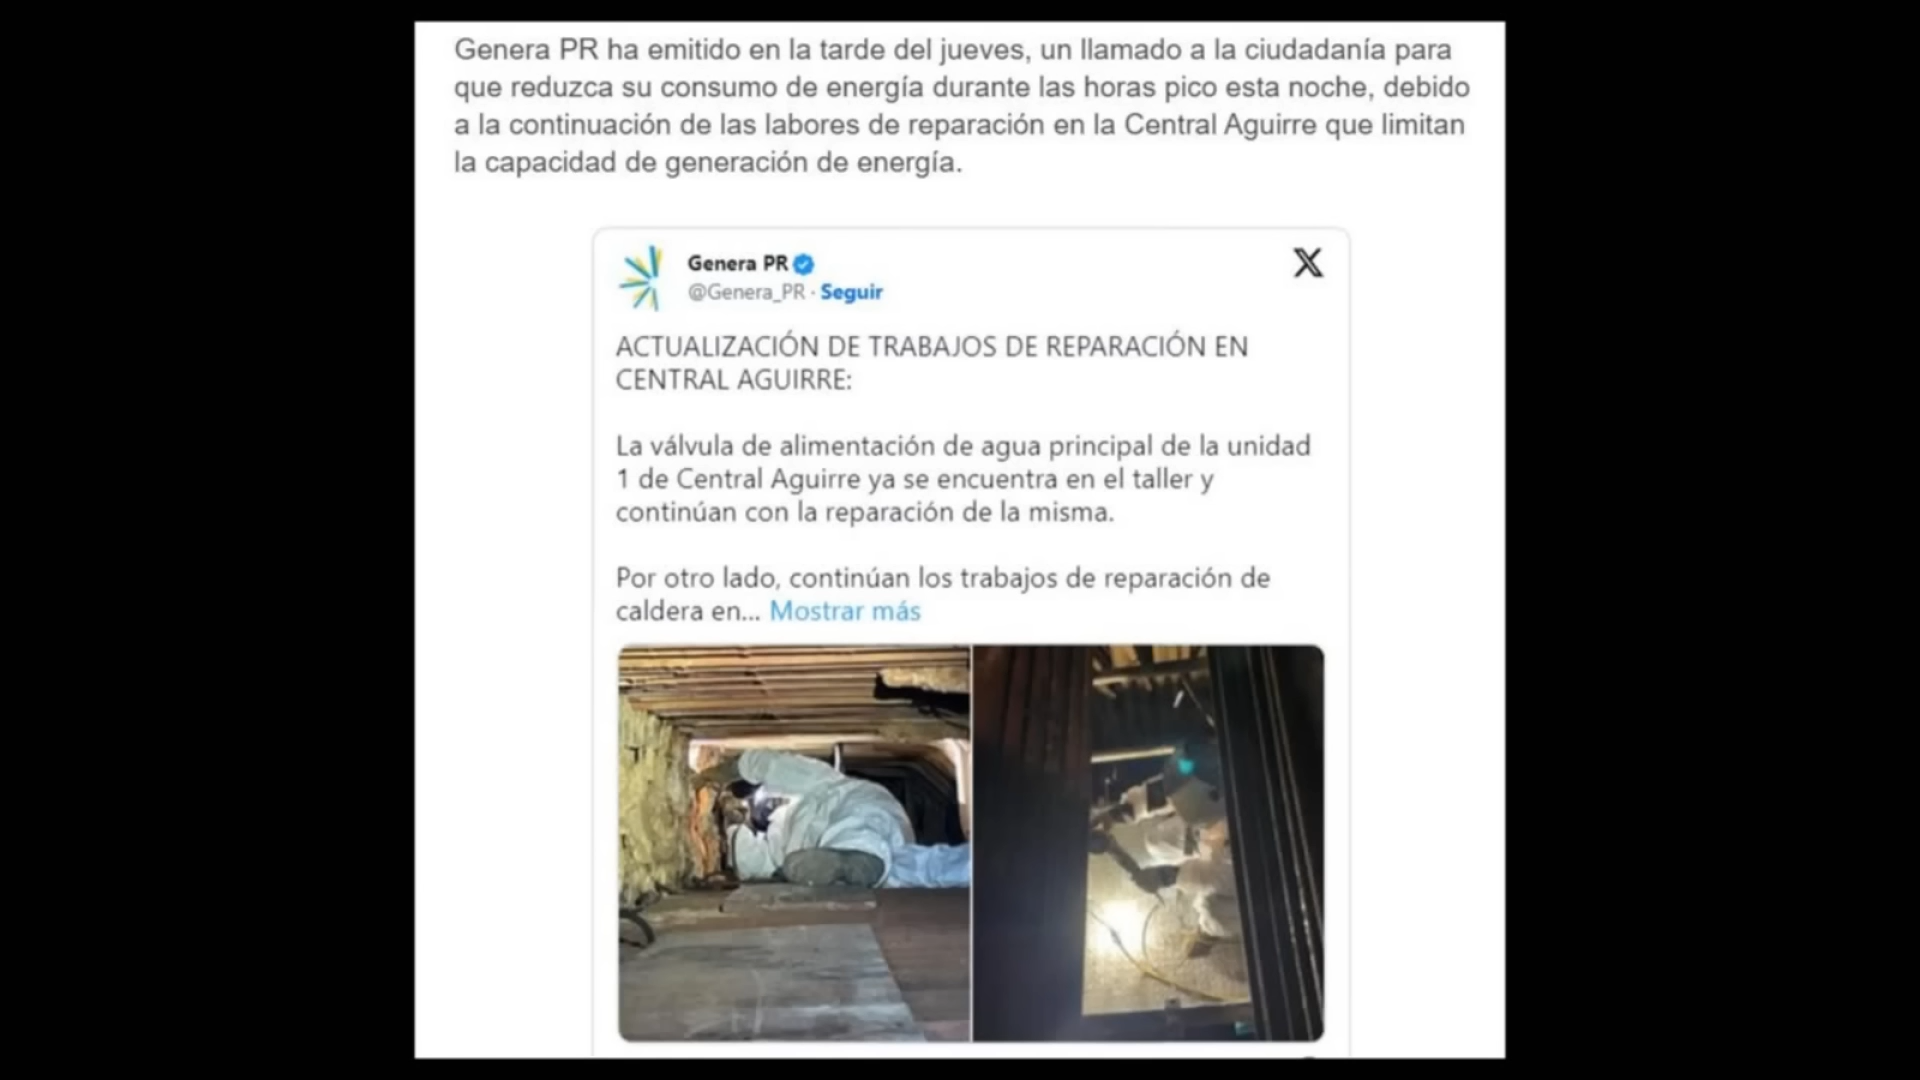 Genera PR ha emitido en la tarde del jueves, un llamado a la ciudadanía para
que reduzca su consumo de energía durante las horas pico esta noche, debido
a la continuación de las labores de reparación en la Central Aguirre que limitan
la capacidad de generación de energía.
Genera PR
@Genera_PR · Seguir
X
ACTUALIZACIÓN DE TRABAJOS DE REPARACIÓN EN
CENTRAL AGUIRRE:
La válvula de alimentación de agua principal de la unidad
1 de Central Aguirre ya se encuentra en el taller y
continúan con la reparación de la misma.
Por otro lado, continúan los trabajos de reparación de
caldera en... Mostrar más